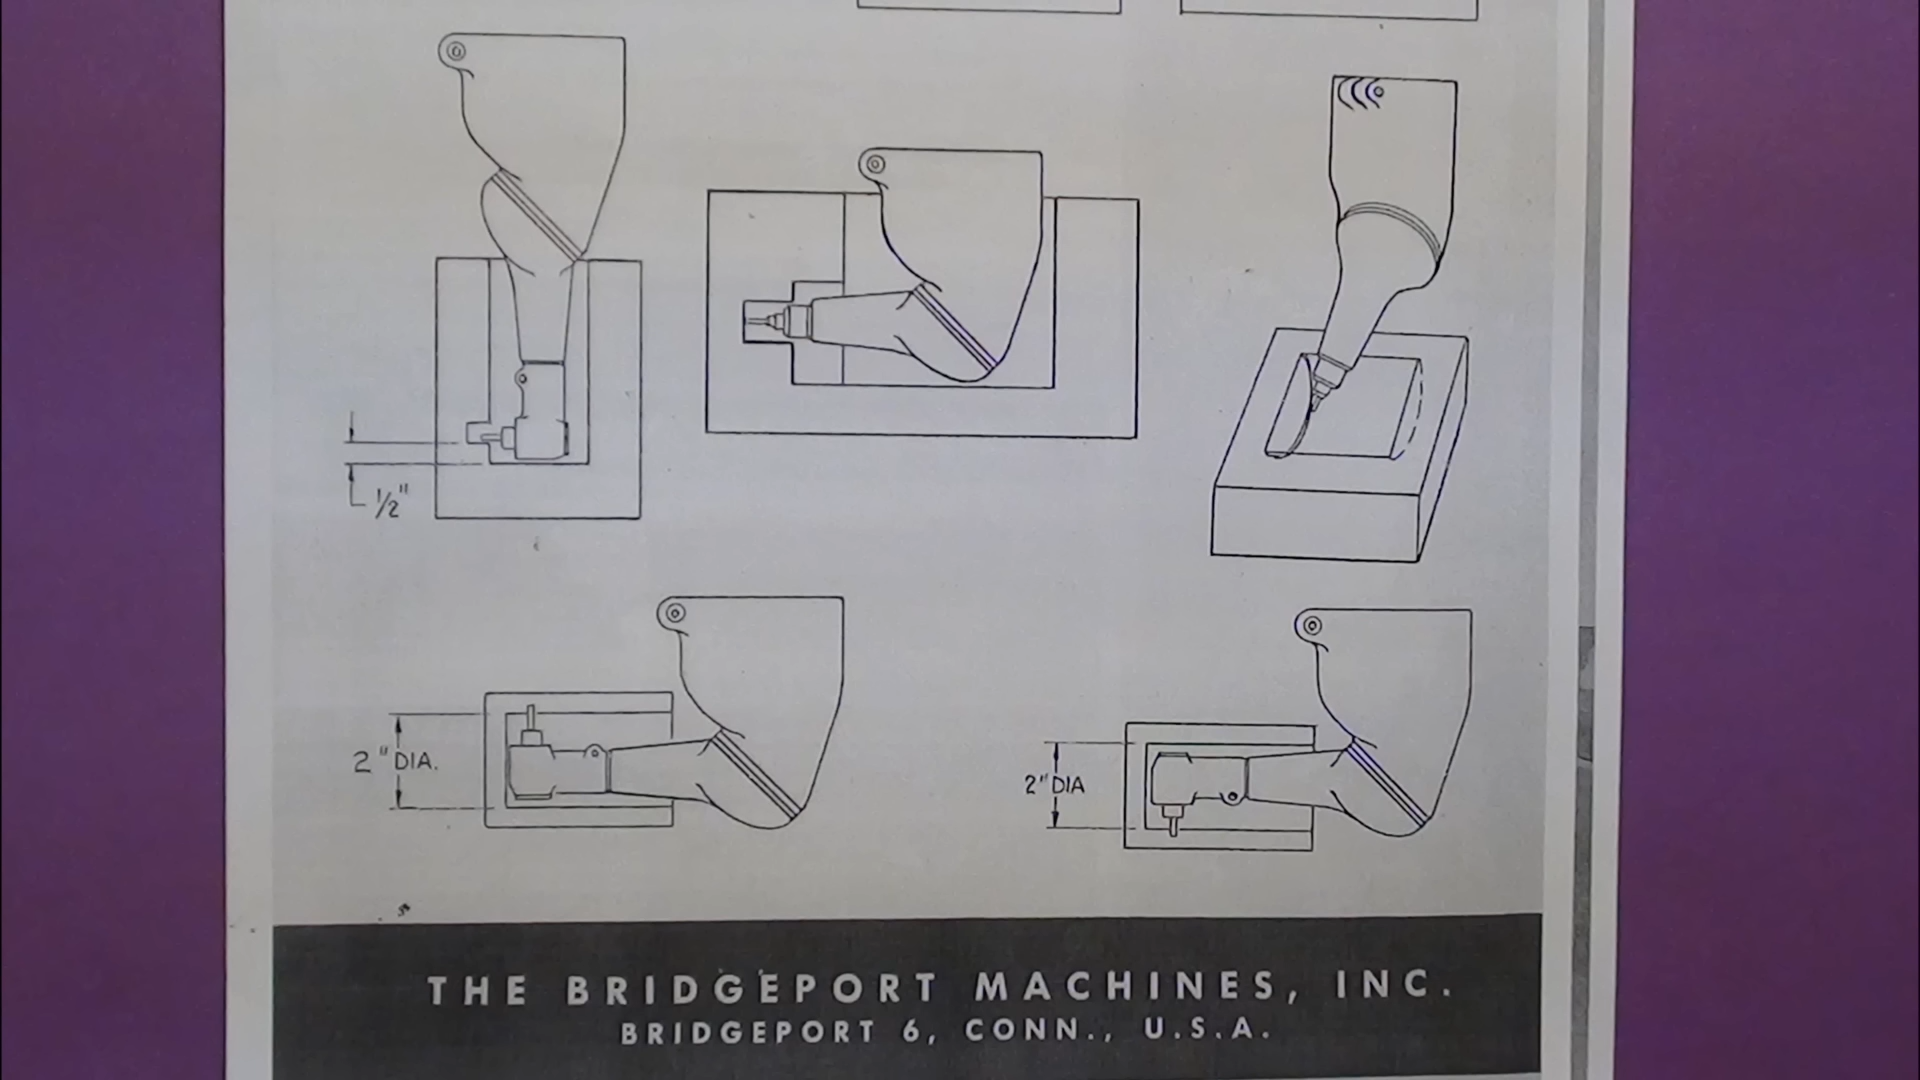 1/2"
2" DIA.
2" DIA
THE BRIDGEPORT MACHINES, INC.
BRIDGEPORT 6, CONN., U.S.A.